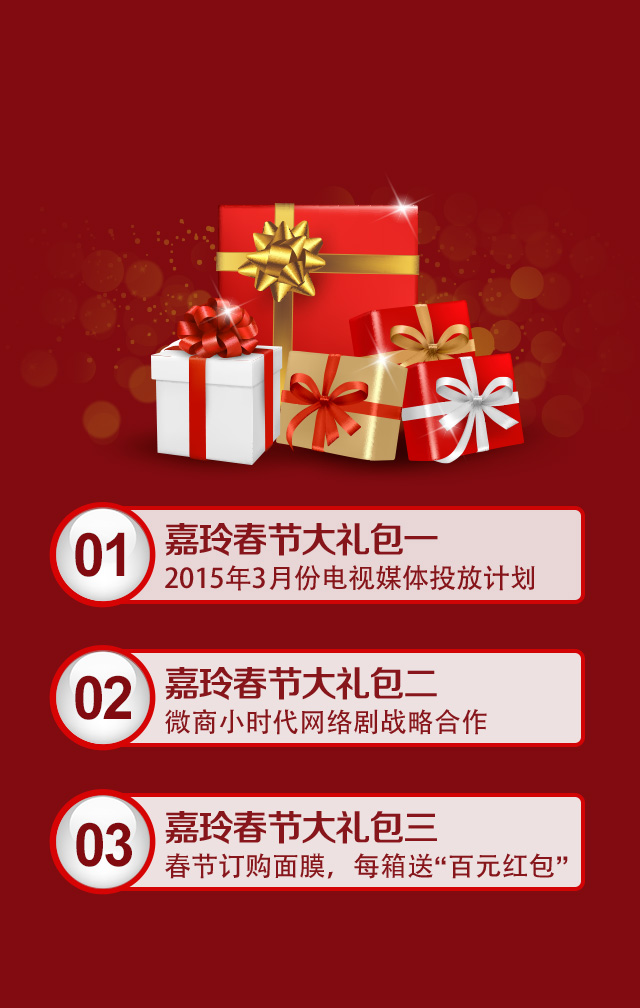 01
嘉玲春节大礼包一
2015年3月份电视媒体投放计划
02
嘉玲春节大礼包二
微商小时代网络剧战略合作
03
嘉玲春节大礼包三
春节订购面膜，每箱送“百元红包”